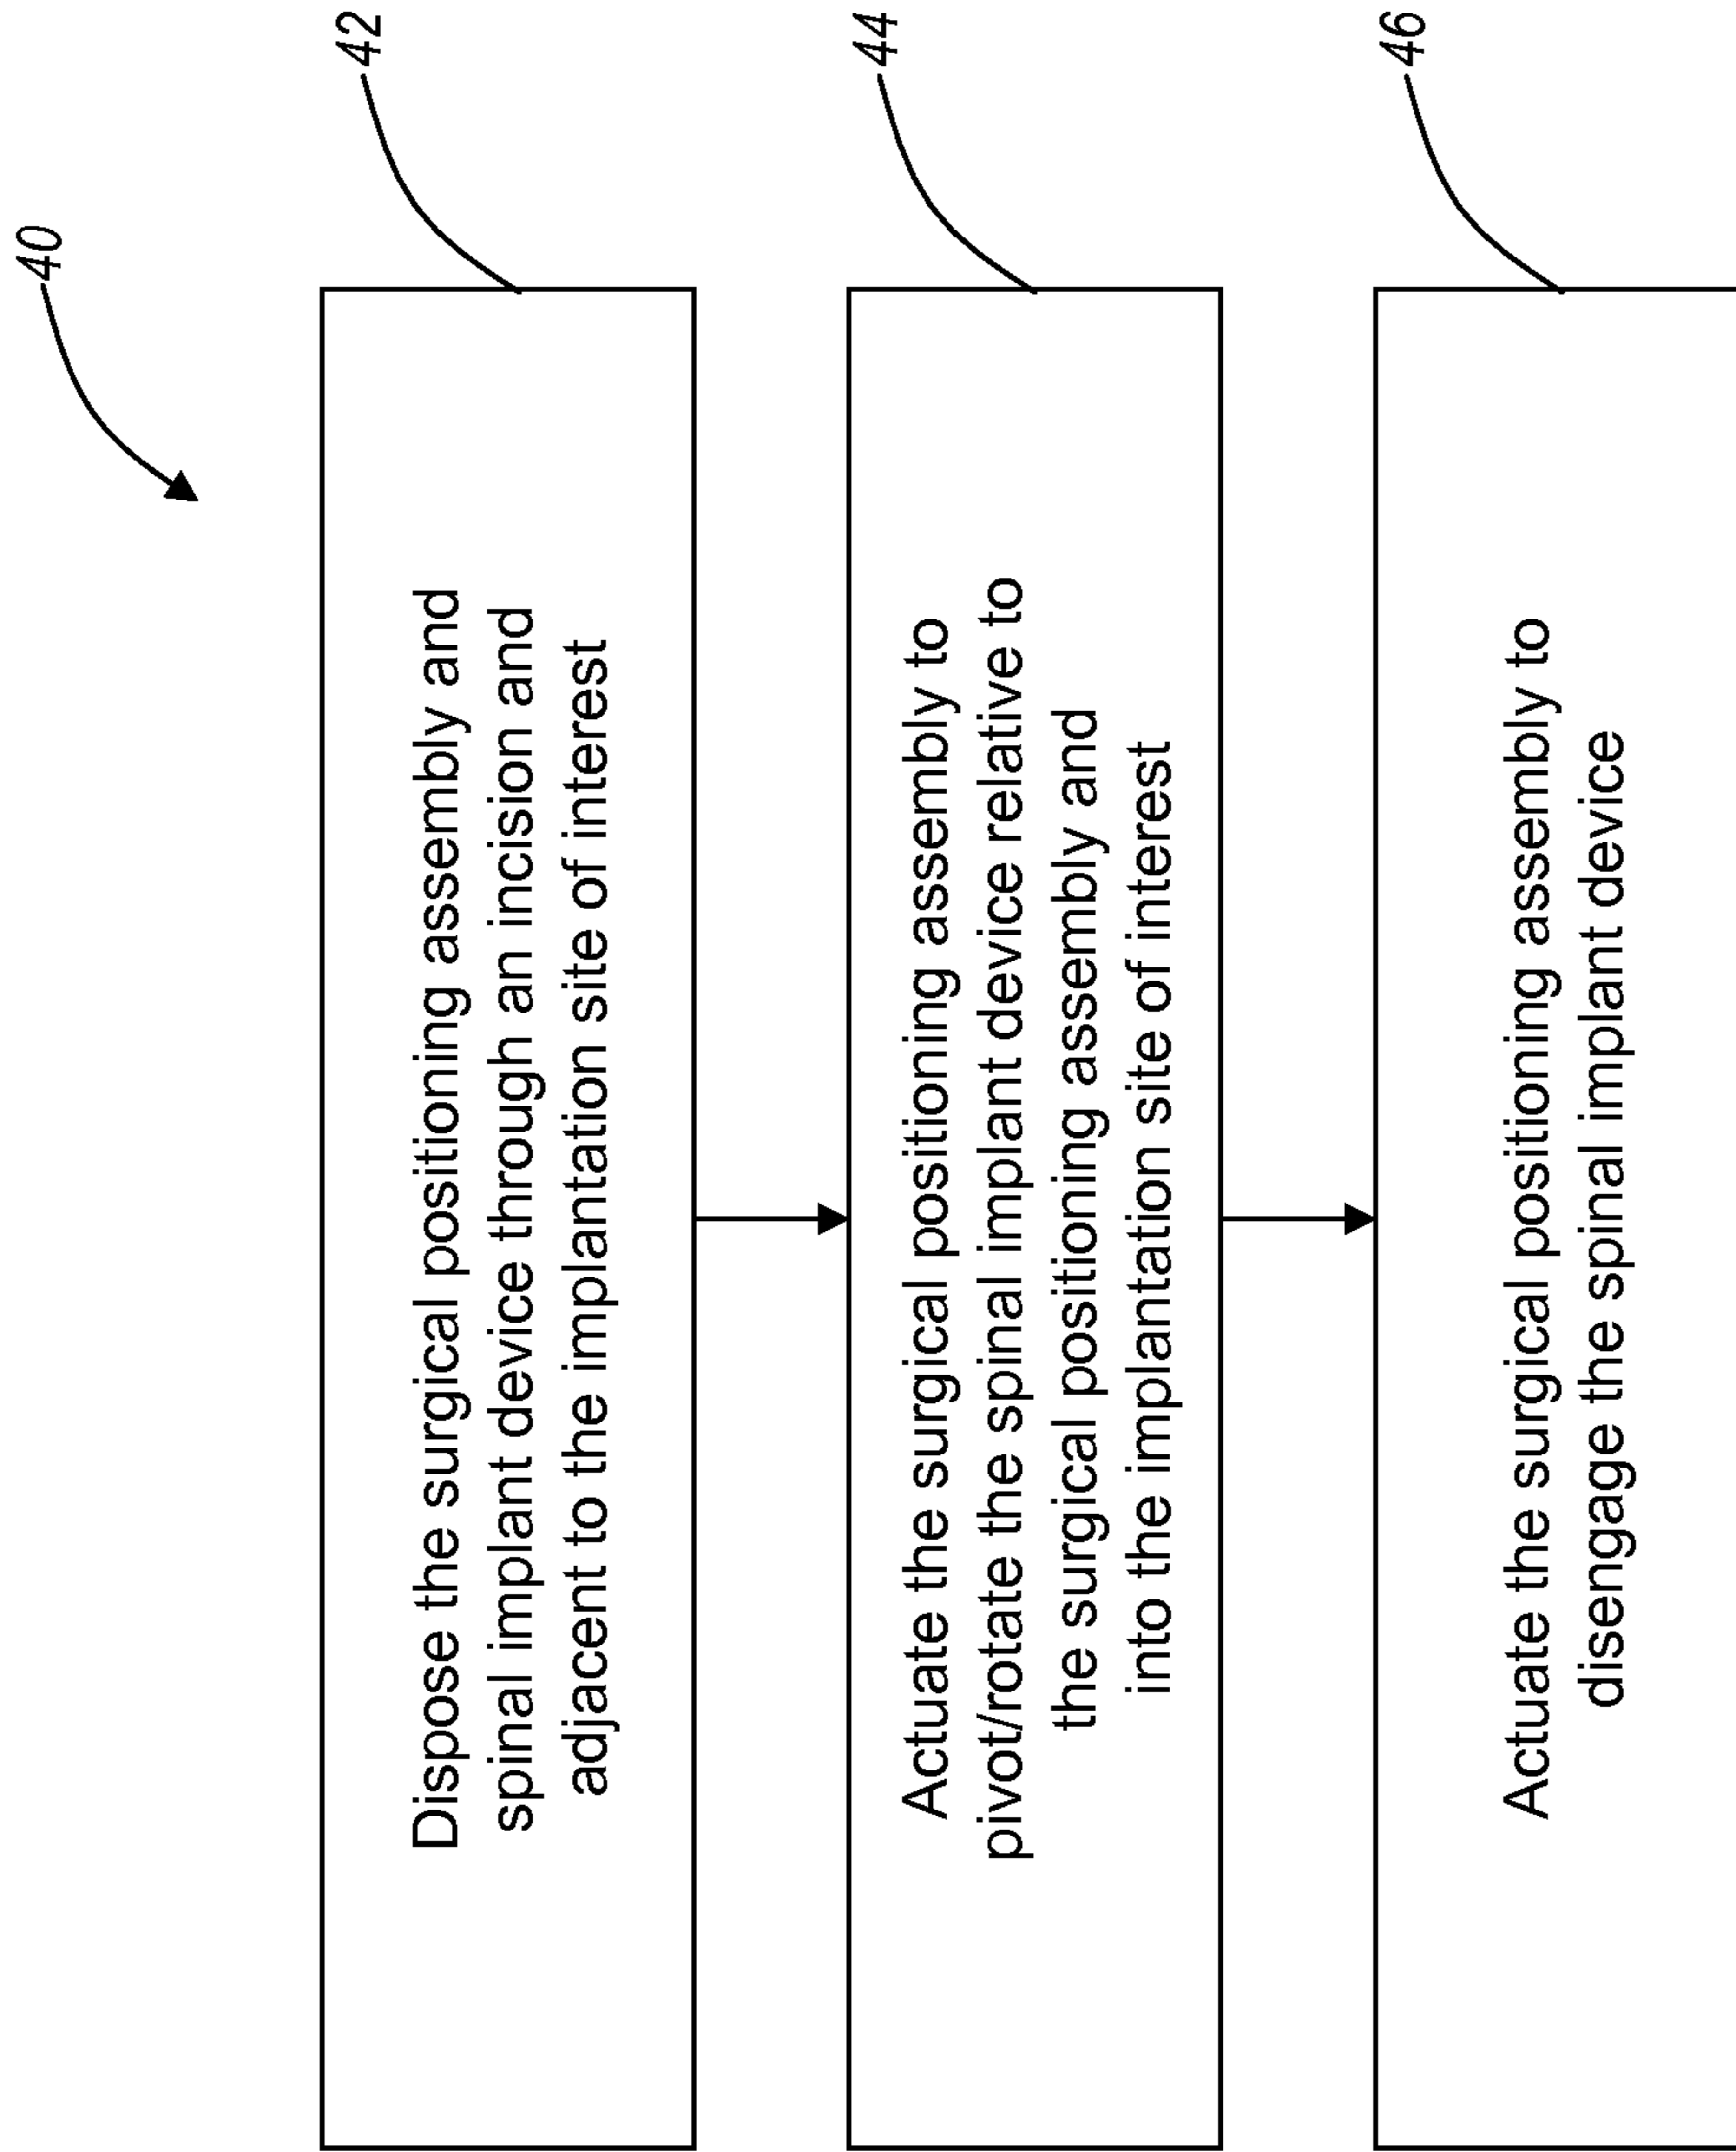 40
42
Dispose the surgical positioning assembly and
spinal implant device through an incision and
adjacent to the implantation site of interest
44
Actuate the surgical positioning assembly to
pivot/rotate the spinal implant device relative to
the surgical positioning assembly and
into the implantation site of interest
46
Actuate the surgical positioning assembly to
disengage the spinal implant device